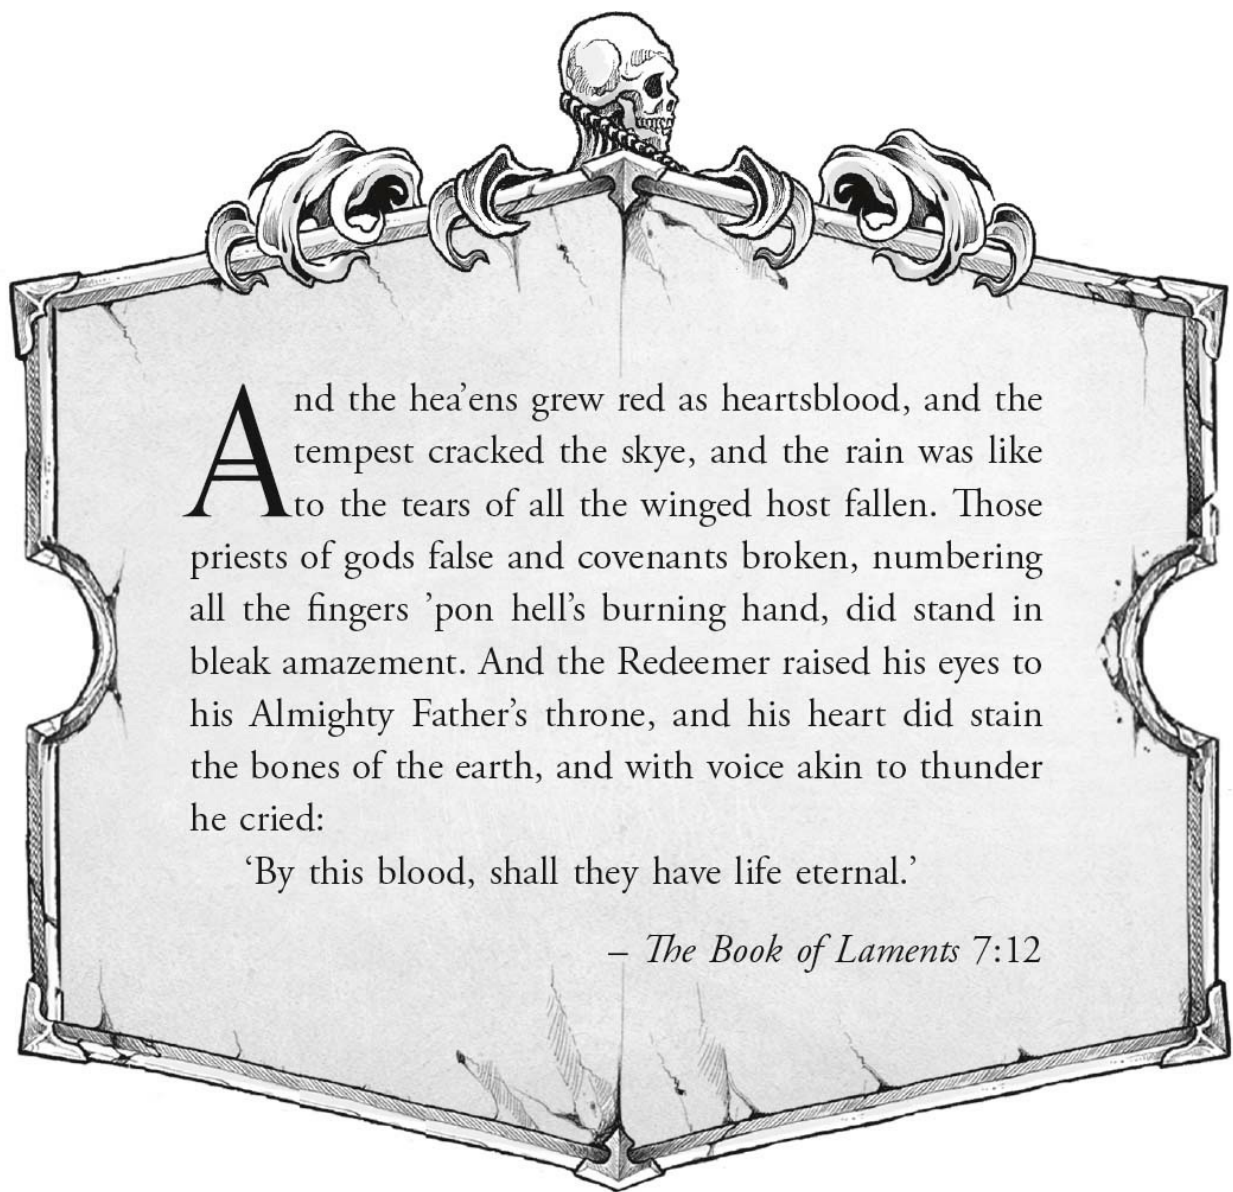 And the hea’ens grew red as heartsblood, and the
tempest cracked the skye, and the rain was like
to the tears of all the winged host fallen. Those
priests of gods false and covenants broken, numbering
all the fingers ’pon hell’s burning hand, did stand in
bleak amazement. And the Redeemer raised his eyes to
his Almighty Father’s throne, and his heart did stain
the bones of the earth, and with voice akin to thunder
he cried:
‘By this blood, shall they have life eternal.’
– The Book of Laments 7:12